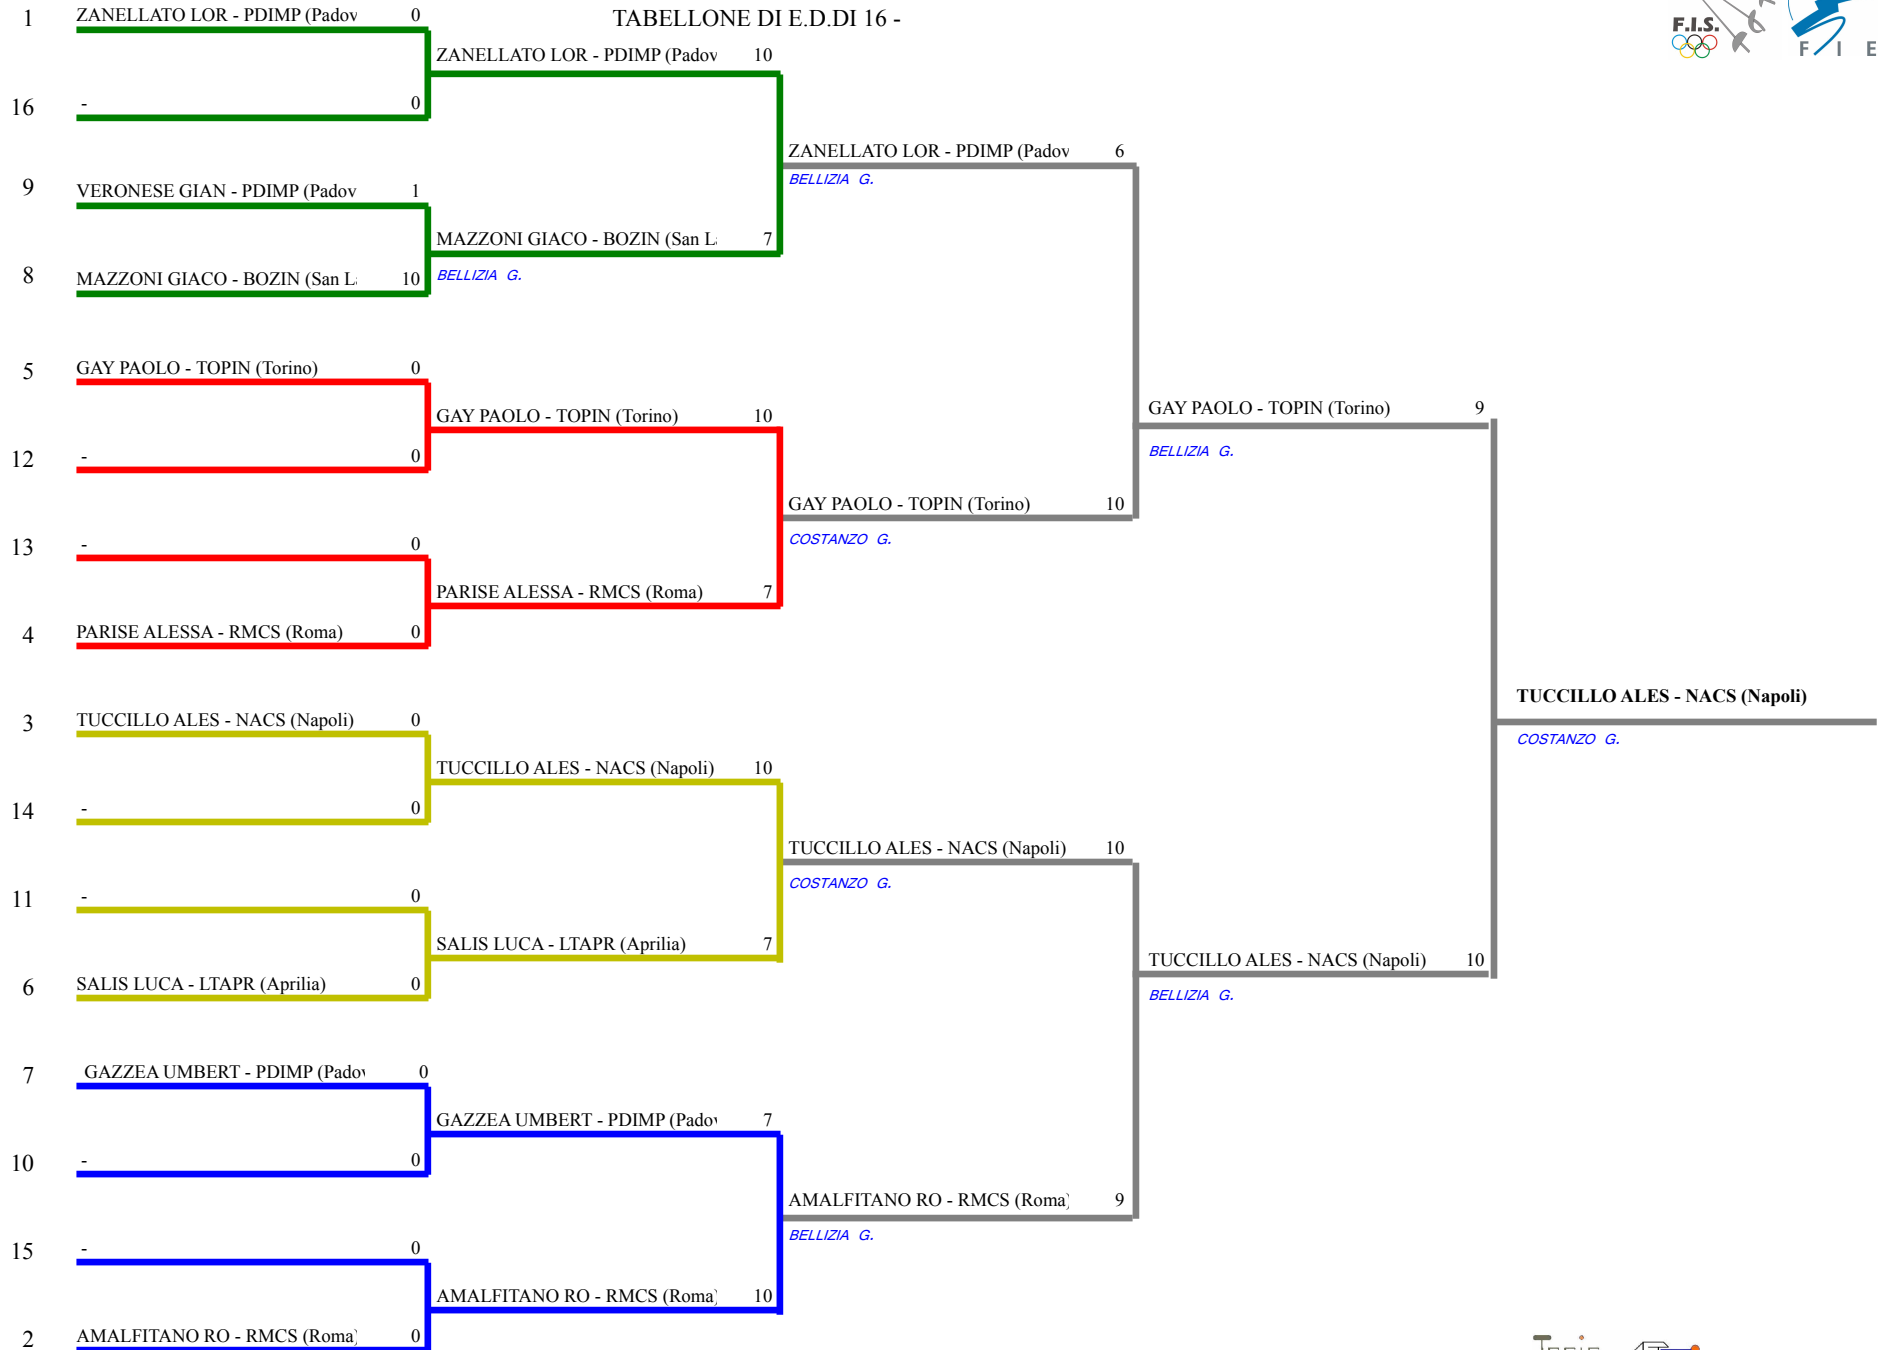 TABELLONE DI E.D.DI 16 -
F.I.S.
F I E
1 ZANELLATO LOR - PDIMP (Padov 0
ZANELLATO LOR - PDIMP (Padov 10
16 - 0
ZANELLATO LOR - PDIMP (Padov 6
BELLIZIA G.
9 VERONESE GIAN - PDIMP (Padov 1
MAZZONI GIACO - BOZIN (San L 7
BELLIZIA G.
8 MAZZONI GIACO - BOZIN (San L 10
5 GAY PAOLO - TOPIN (Torino) 0
GAY PAOLO - TOPIN (Torino) 10
GAY PAOLO - TOPIN (Torino) 9
BELLIZIA G.
12 - 0
GAY PAOLO - TOPIN (Torino) 10
COSTANZO G.
13 - 0
PARISE ALESSA - RMCS (Roma) 7
4 PARISE ALESSA - RMCS (Roma) 0
TUCCILLO ALES - NACS (Napoli)
COSTANZO G.
3 TUCCILLO ALES - NACS (Napoli) 0
TUCCILLO ALES - NACS (Napoli) 10
14 - 0
TUCCILLO ALES - NACS (Napoli) 10
COSTANZO G.
11 - 0
SALIS LUCA - LTAPR (Aprilia) 7
TUCCILLO ALES - NACS (Napoli) 10
BELLIZIA G.
6 SALIS LUCA - LTAPR (Aprilia) 0
7 GAZZEA UMBERT - PDIMP (Padov 0
GAZZEA UMBERT - PDIMP (Padov 7
10 - 0
AMALFITANO RO - RMCS (Roma) 9
BELLIZIA G.
15 - 0
AMALFITANO RO - RMCS (Roma) 10
2 AMALFITANO RO - RMCS (Roma) 0